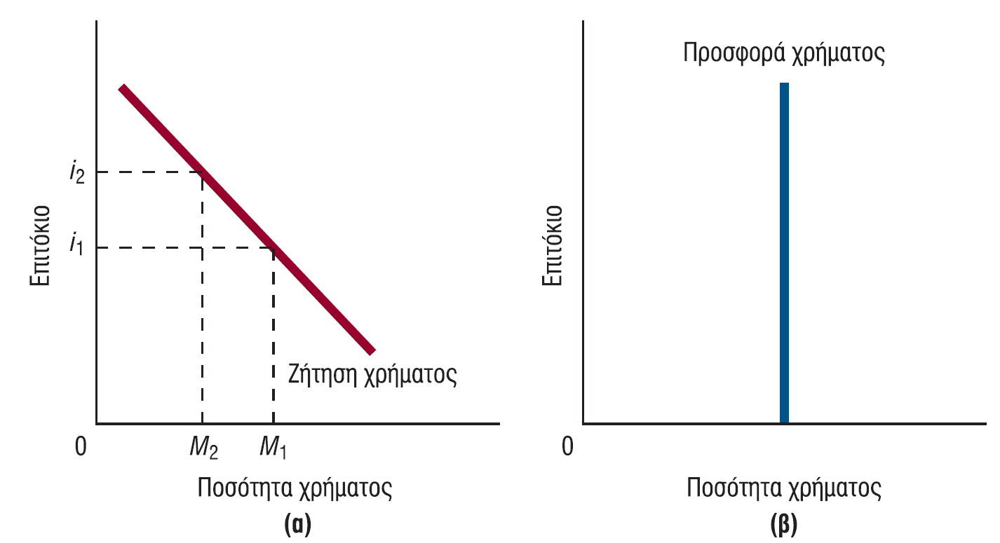 Επιτόκιο
i2
i1
0
M2
M1
Ζήτηση χρήματος
Ποσότητα χρήματος
(α)
Προσφορά χρήματος
Επιτόκιο
0
Ποσότητα χρήματος
(β)